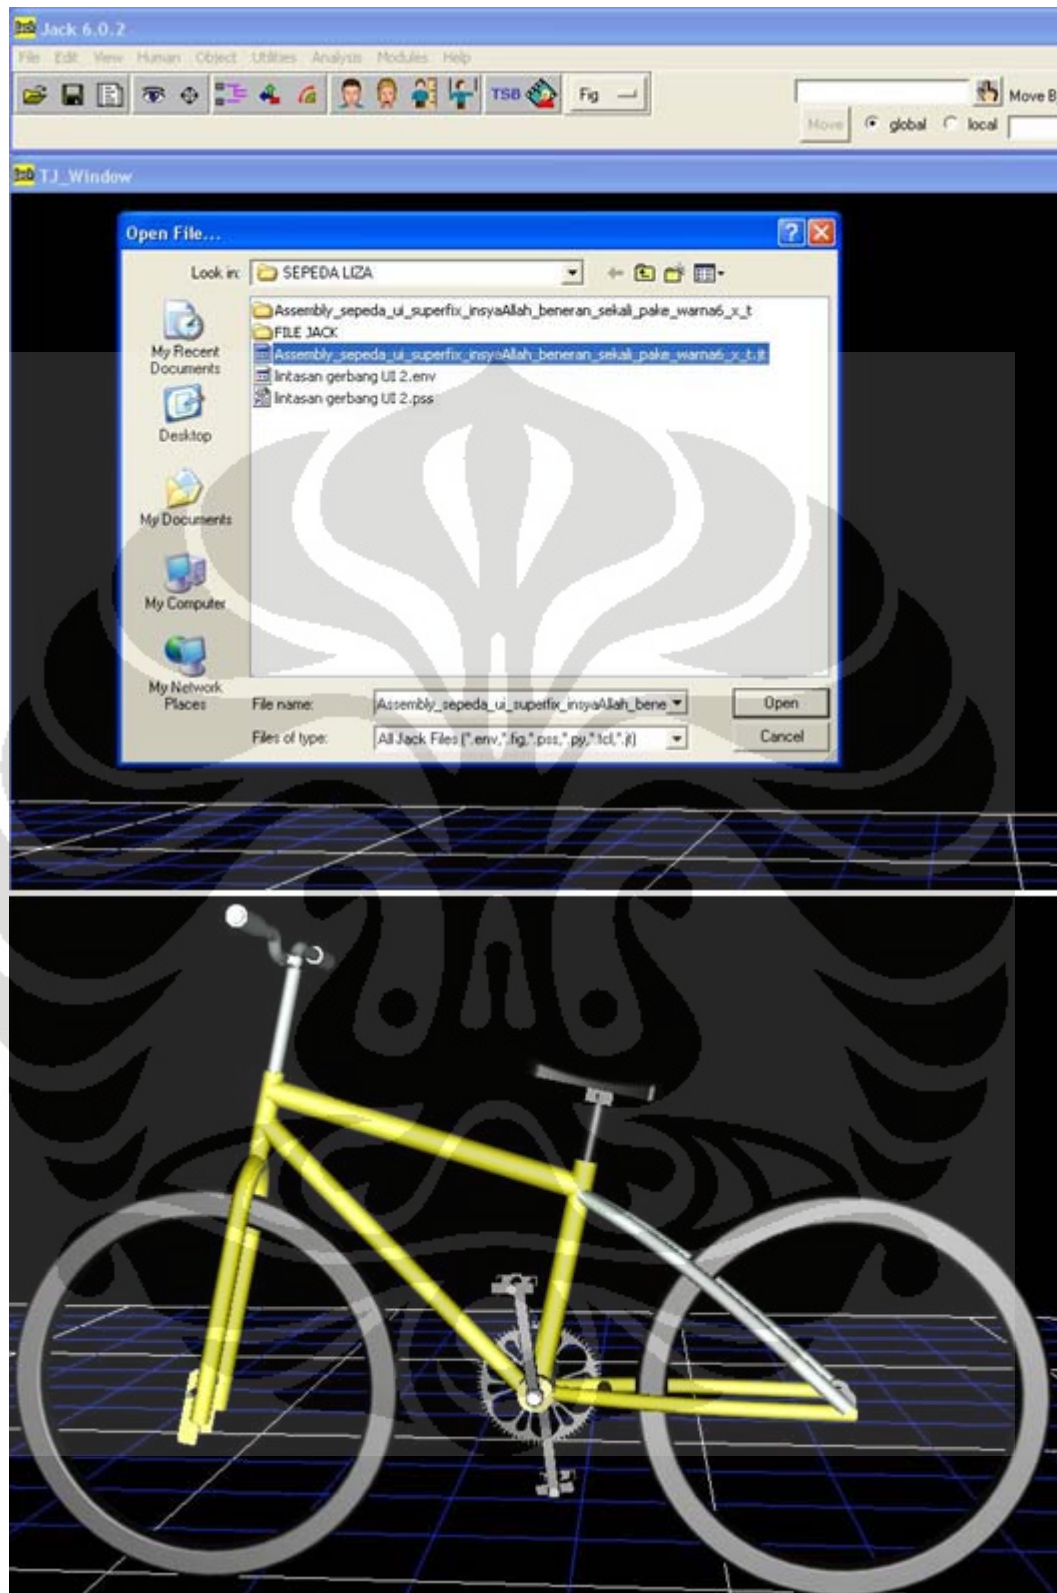 Jack 6.0.2
File Edit View Human Object Utilities Analysis Modules Help
TSB Fig Move B
Move global local
TJ_Window
Open File...
Look in: SEPEDA LIZA
Assembly_sepeda_ui_superfix_insyaAllah_beneran_sekali_pake_warna6_x_t
FILE JACK
Assembly_sepeda_ui_superfix_insyaAllah_beneran_sekali_pake_warna6_x_t.jt
lintasan gerbang UI 2.env
lintasan gerbang UI 2.pss
My Recent
Documents
Desktop
My Documents
My Computer
My Network
Places
File name: Assembly_sepeda_ui_superfix_insyaAllah_bene
Open
Files of type: All Jack Files (*.env,*.fig,*.pss,*.py,*.tcl,*.jt)
Cancel